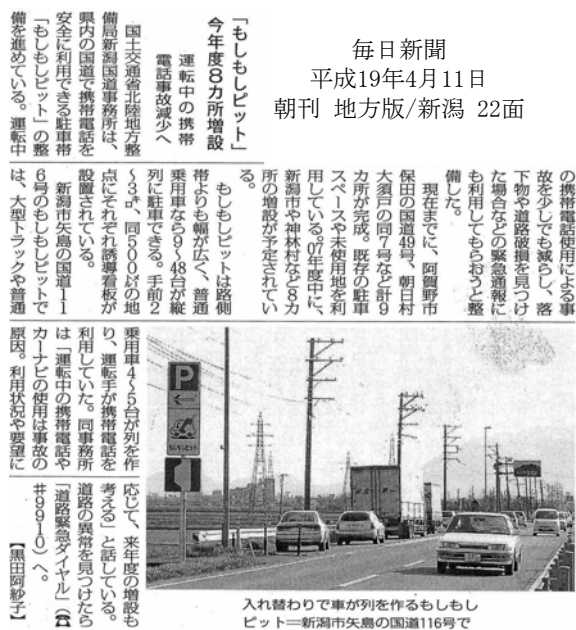 毎日新聞
平成19年4月11日
朝刊 地方版/新潟 22面
「もしもしピット」
今年度8カ所増設
運転中の携帯
電話事故減少へ
国土交通省北陸地方整
備局新潟国道事務所は、
県内の国道で携帯電話を
安全に利用できる駐車帯
「もしもしピット」の整
備を進めている。運転中
の携帯電話使用による事
故を少しでも減らし、落
下物や道路破損を見つけ
た場合などの緊急通報に
も利用してもらおうと整
備した。
現在までに、阿賀野市
保田の国道49号、朝日村
大須戸の同7号など計9
カ所が完成。既存の駐車
スペースや未使用地を利
用している。07年度中に、
新潟市や神林村など8カ
所の増設が予定されてい
る。
もしもしピットは路側
帯よりも幅が広く、普通
乗用車なら9〜48台が縦
列に駐車できる。手前2
〜3㌔、同500㍍の地
点にそれぞれ誘導看板が
設置されている。
新潟市矢島の国道11
6号のもしもしピットで
は、大型トラックや普通
乗用車4〜5台が列を作
り、運転手が携帯電話を
利用していた。同事務所
は「運転中の携帯電話や
カーナビの使用は事故の
原因。利用状況や要望に
応じて、来年度の増設も
考える」と話している。
道路の異常を見つけたら
「道路緊急ダイヤル」(☎
#9910)へ。
【黒田阿紗子】
P
入れ替わりで車が列を作るもしもし
ピット=新潟市矢島の国道116号で